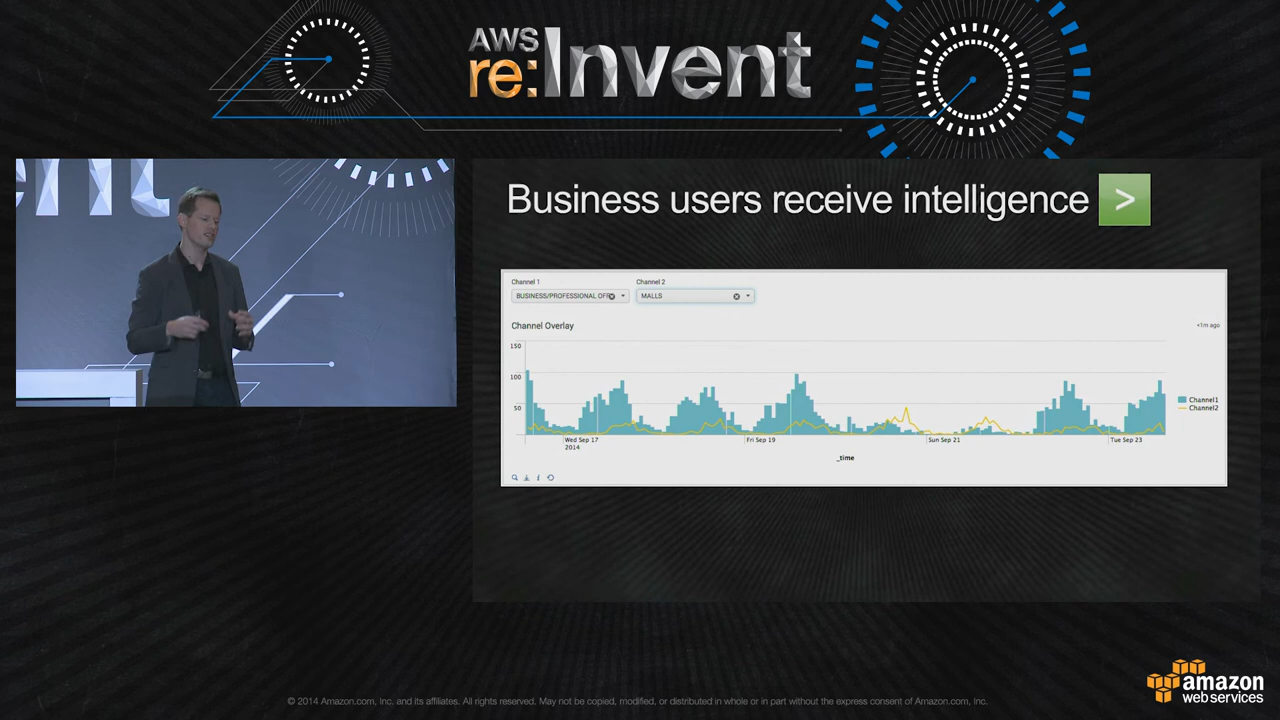 AWS
re:Invent
ent
Business users receive intelligence >
Channel 1
Channel 2
BUSINESS/PROFESSIONAL OFF
MALLS
Channel Overlay
<1m ago
150
100
50
Channel1
Channel2
Wed Sep 17
2014
Fri Sep 19
Sun Sep 21
Tue Sep 23
_time
© 2014 Amazon.com, Inc. and its affiliates. All rights reserved. May not be copied, modified, or distributed in whole or in part without the express consent of Amazon.com, Inc.
amazon
web services